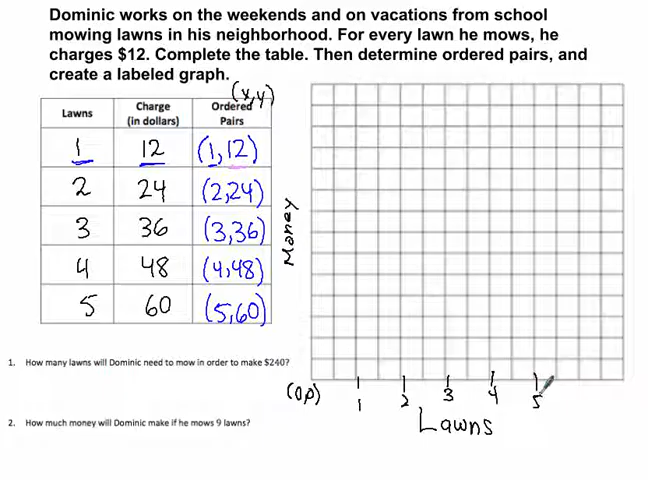 Dominic works on the weekends and on vacations from school
mowing lawns in his neighborhood. For every lawn he mows, he
charges $12. Complete the table. Then determine ordered pairs, and
create a labeled graph.
(x,y)
Lawns Charge (in dollars) Ordered Pairs
1 12 (1,12)
2 24 (2,24)
3 36 (3,36)
4 48 (4,48)
5 60 (5,60)
Money
1. How many lawns will Dominic need to mow in order to make $240?
(0,0) 1 2 3 4 5
Lawns
2. How much money will Dominic make if he mows 9 lawns?